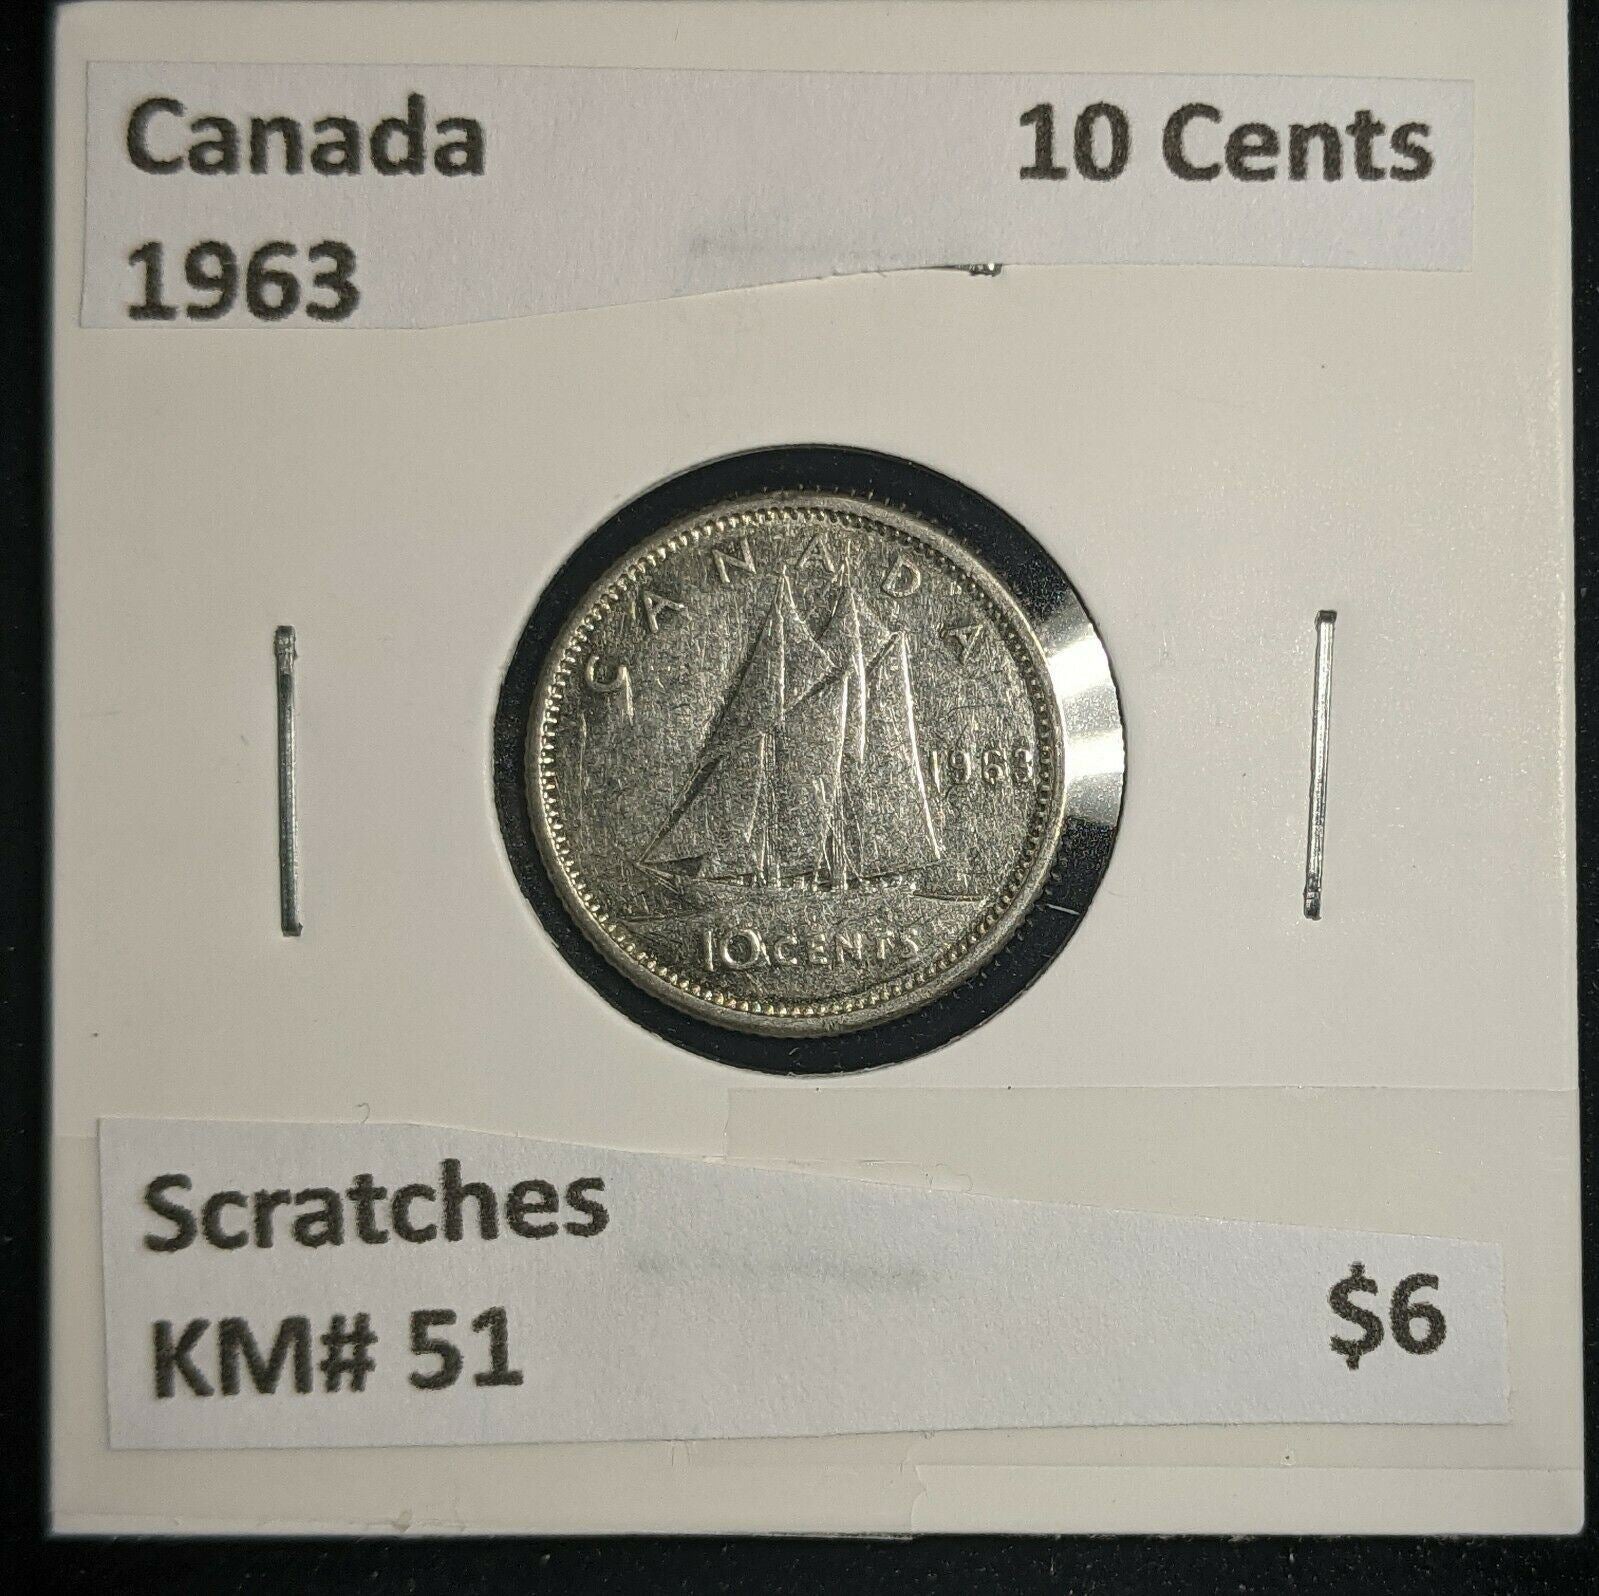 Canada 10 Cents
1963
CANADA
1963
10 CENTS
Scratches
KM# 51 $6